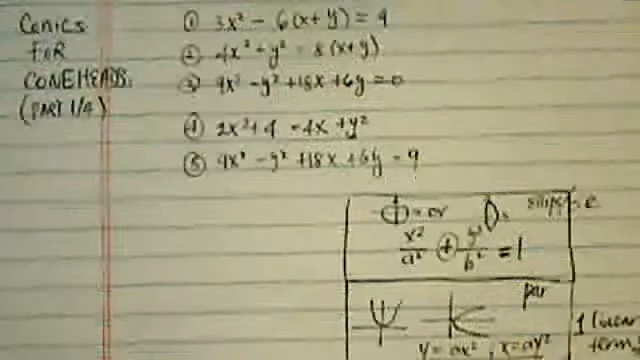 Conics
FOR
CONEHEADS.
(PART 1/4)
① 3x² - 6(x+y) = 9
② 4x² + y² = 8(x+y)
③ 9x² - y² + 18x + 6y = 0
④ 2x² + 4 = 4x + y²
⑤ 9x² - y² + 18x + 6y = 9
= or
ellipse
x²/a² + y²/b² = 1
par
1 linear
term
y = ax², x = ay²